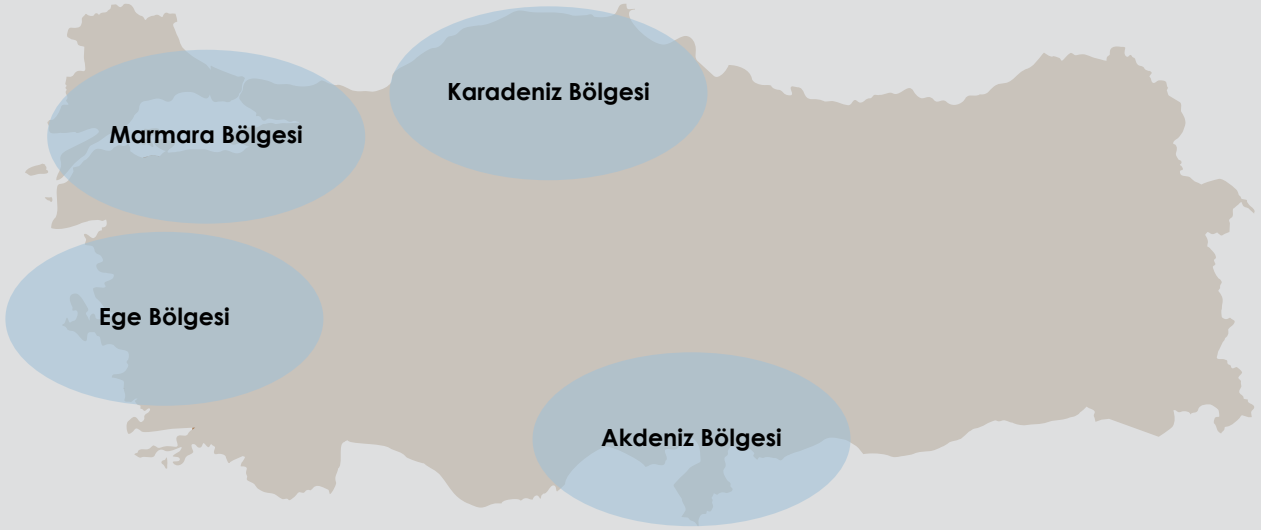 Karadeniz Bölgesi
Marmara Bölgesi
Ege Bölgesi
Akdeniz Bölgesi